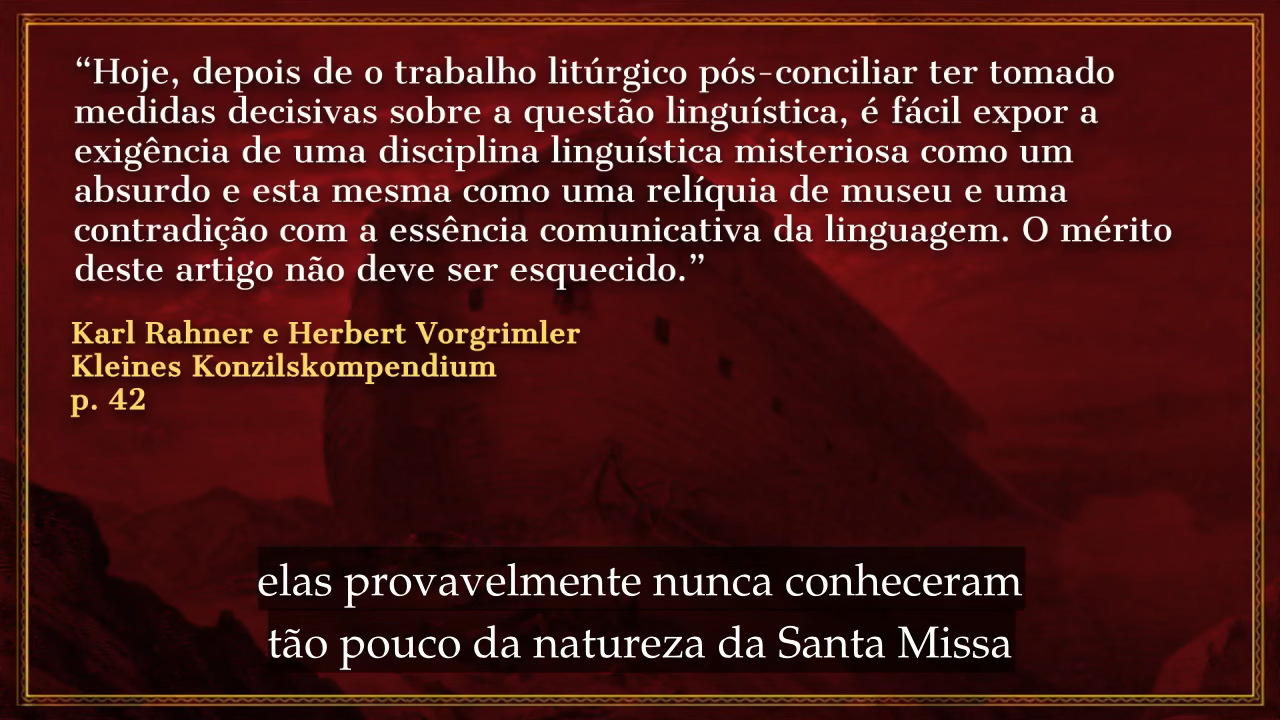 “Hoje, depois de o trabalho litúrgico pós-conciliar ter tomado
medidas decisivas sobre a questão linguística, é fácil expor a
exigência de uma disciplina linguística misteriosa como um
absurdo e esta mesma como uma relíquia de museu e uma
contradição com a essência comunicativa da linguagem. O mérito
deste artigo não deve ser esquecido.”
Karl Rahner e Herbert Vorgrimler
Kleines Konzilskompendium
p. 42
elas provavelmente nunca conheceram
tão pouco da natureza da Santa Missa